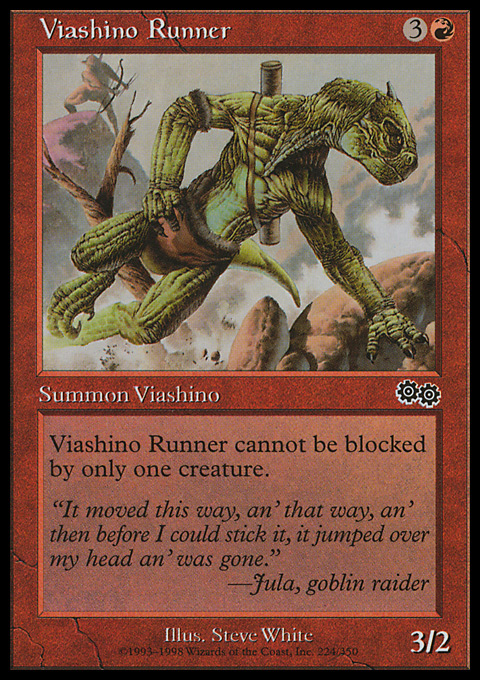 Viashino Runner 3
Summon Viashino
Viashino Runner cannot be blocked
by only one creature.
“It moved this way, an’ that way, an’
then before I could stick it, it jumped over
my head an’ was gone.”
—Jula, goblin raider
Illus. Steve White
©1993–1998 Wizards of the Coast, Inc. 224/350
3/2